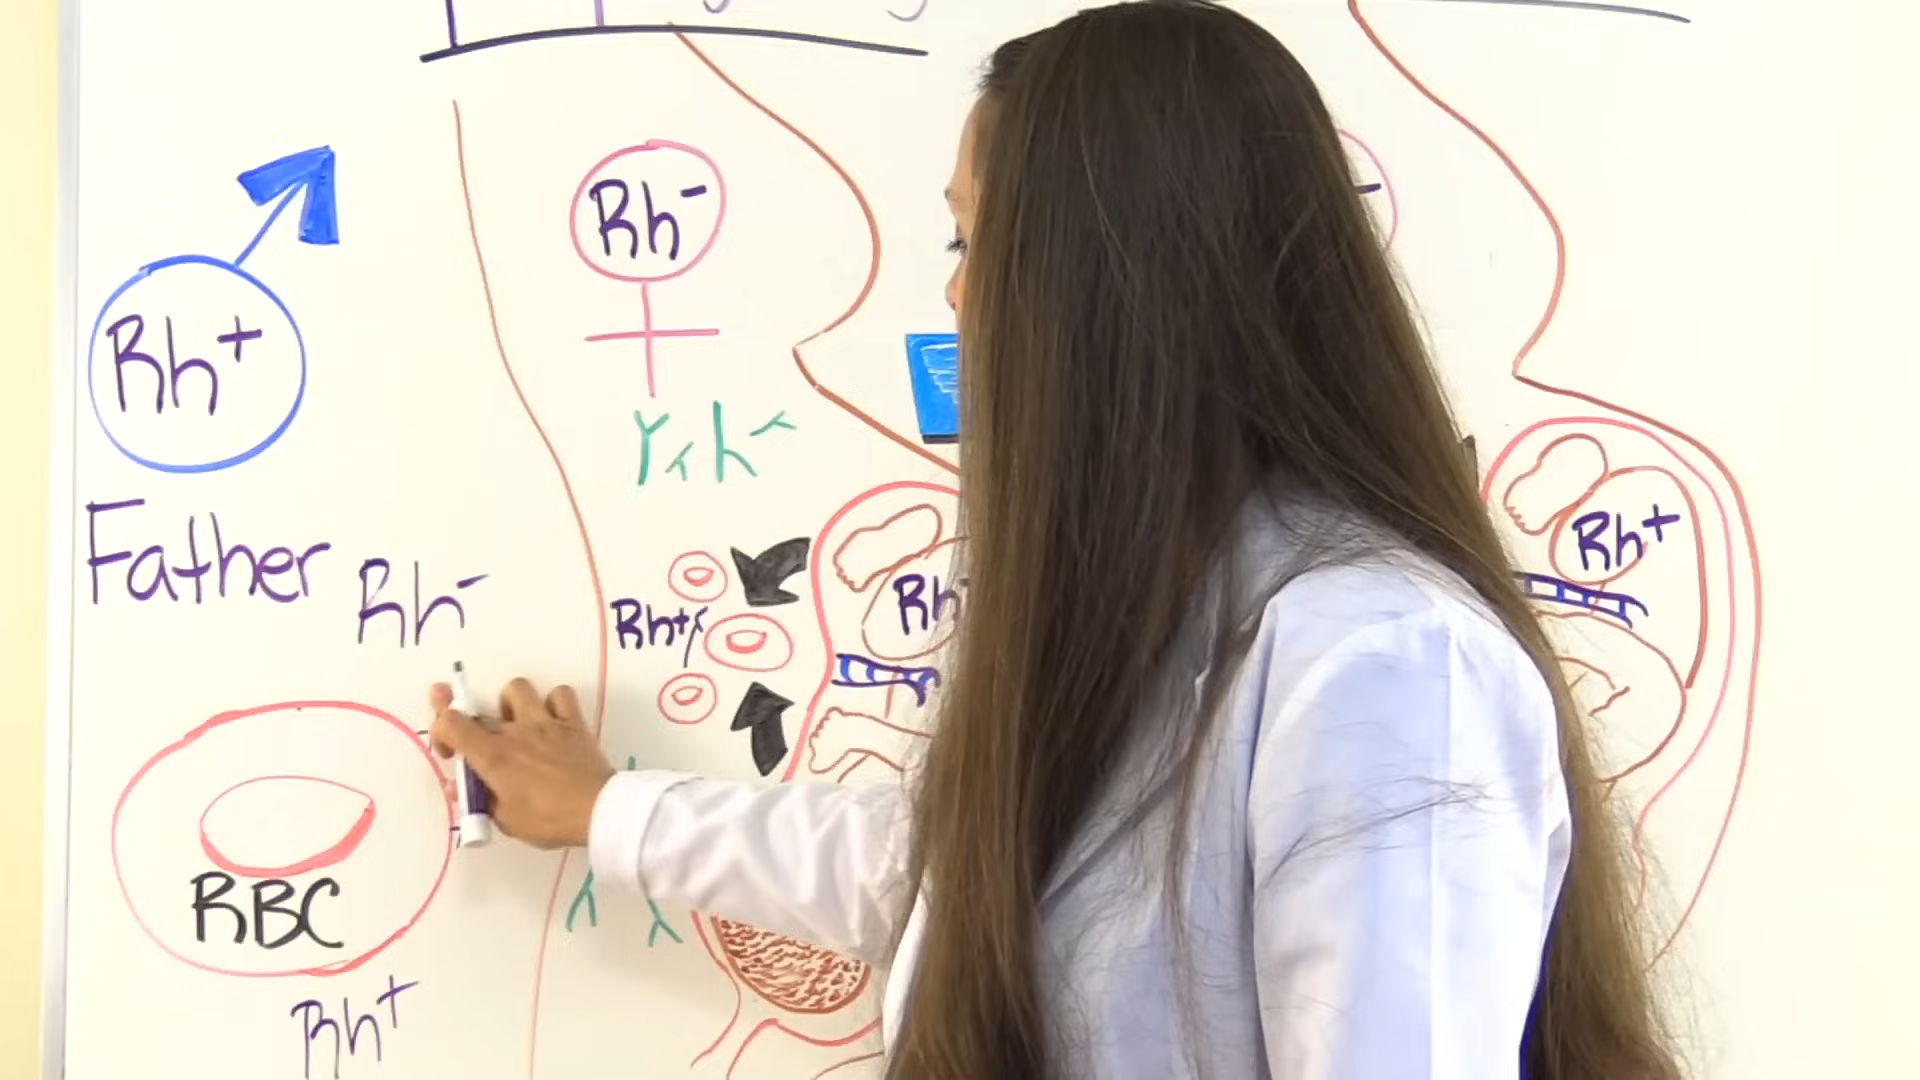 Rh+
Father
Rh-
RBC
Rh+
Rh-
Rh+
Rh
Rh+